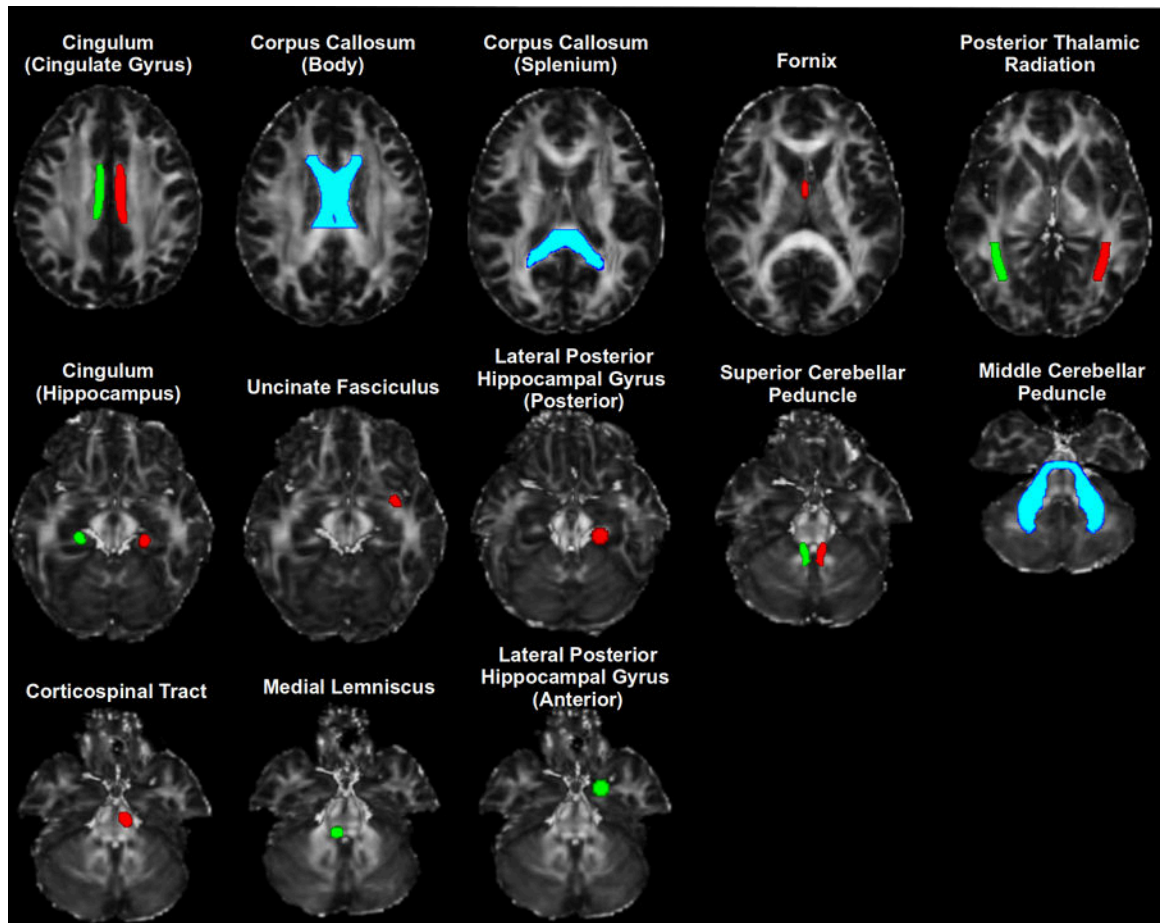 Cingulum
(Cingulate Gyrus)
Corpus Callosum
(Body)
Corpus Callosum
(Splenium)
Fornix
Posterior Thalamic
Radiation
Cingulum
(Hippocampus)
Uncinate Fasciculus
Lateral Posterior
Hippocampal Gyrus
(Posterior)
Superior Cerebellar
Peduncle
Middle Cerebellar
Peduncle
Corticospinal Tract
Medial Lemniscus
Lateral Posterior
Hippocampal Gyrus
(Anterior)